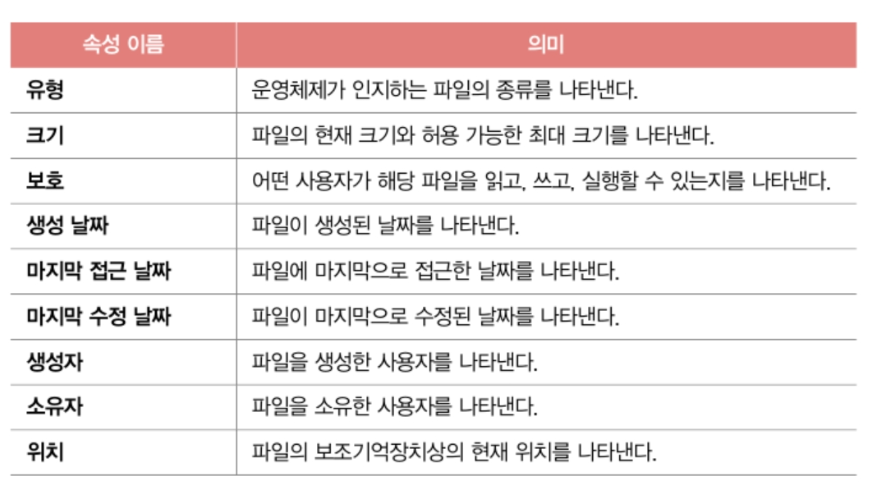 속성 이름 의미
유형 운영체제가 인지하는 파일의 종류를 나타낸다.
크기 파일의 현재 크기와 허용 가능한 최대 크기를 나타낸다.
보호 어떤 사용자가 해당 파일을 읽고, 쓰고, 실행할 수 있는지를 나타낸다.
생성 날짜 파일이 생성된 날짜를 나타낸다.
마지막 접근 날짜 파일에 마지막으로 접근한 날짜를 나타낸다.
마지막 수정 날짜 파일이 마지막으로 수정된 날짜를 나타낸다.
생성자 파일을 생성한 사용자를 나타낸다.
소유자 파일을 소유한 사용자를 나타낸다.
위치 파일의 보조기억장치상의 현재 위치를 나타낸다.